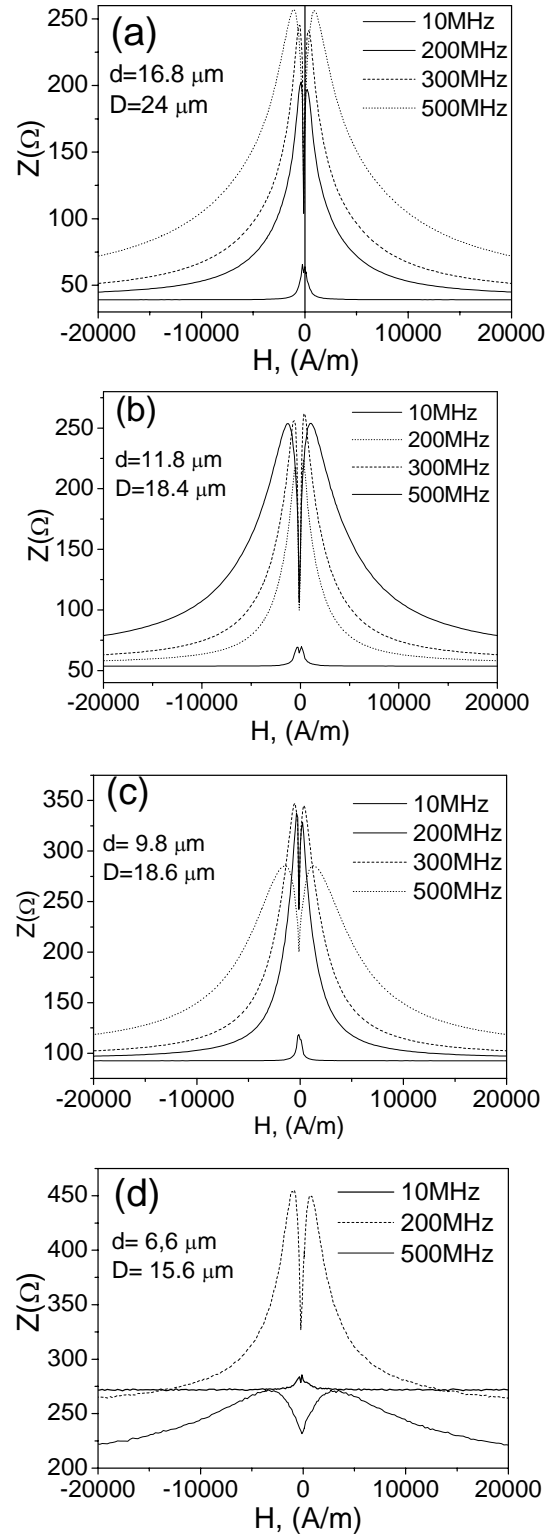 (a)
d=16.8 μm
D=24 μm
10MHz
200MHz
300MHz
500MHz
Z(Ω)
250
200
150
100
50
-20000 -10000 0 10000 20000
H, (A/m)
(b)
d=11.8 μm
D=18.4 μm
10MHz
200MHz
300MHz
500MHz
Z(Ω)
250
200
150
100
50
-20000 -10000 0 10000 20000
H, (A/m)
(c)
d= 9.8 μm
D=18.6 μm
10MHz
200MHz
300MHz
500MHz
Z(Ω)
350
300
250
200
150
100
-20000 -10000 0 10000 20000
H, (A/m)
(d)
d= 6,6 μm
D= 15.6 μm
10MHz
200MHz
500MHz
Z(Ω)
450
400
350
300
250
200
-20000 -10000 0 10000 20000
H, (A/m)